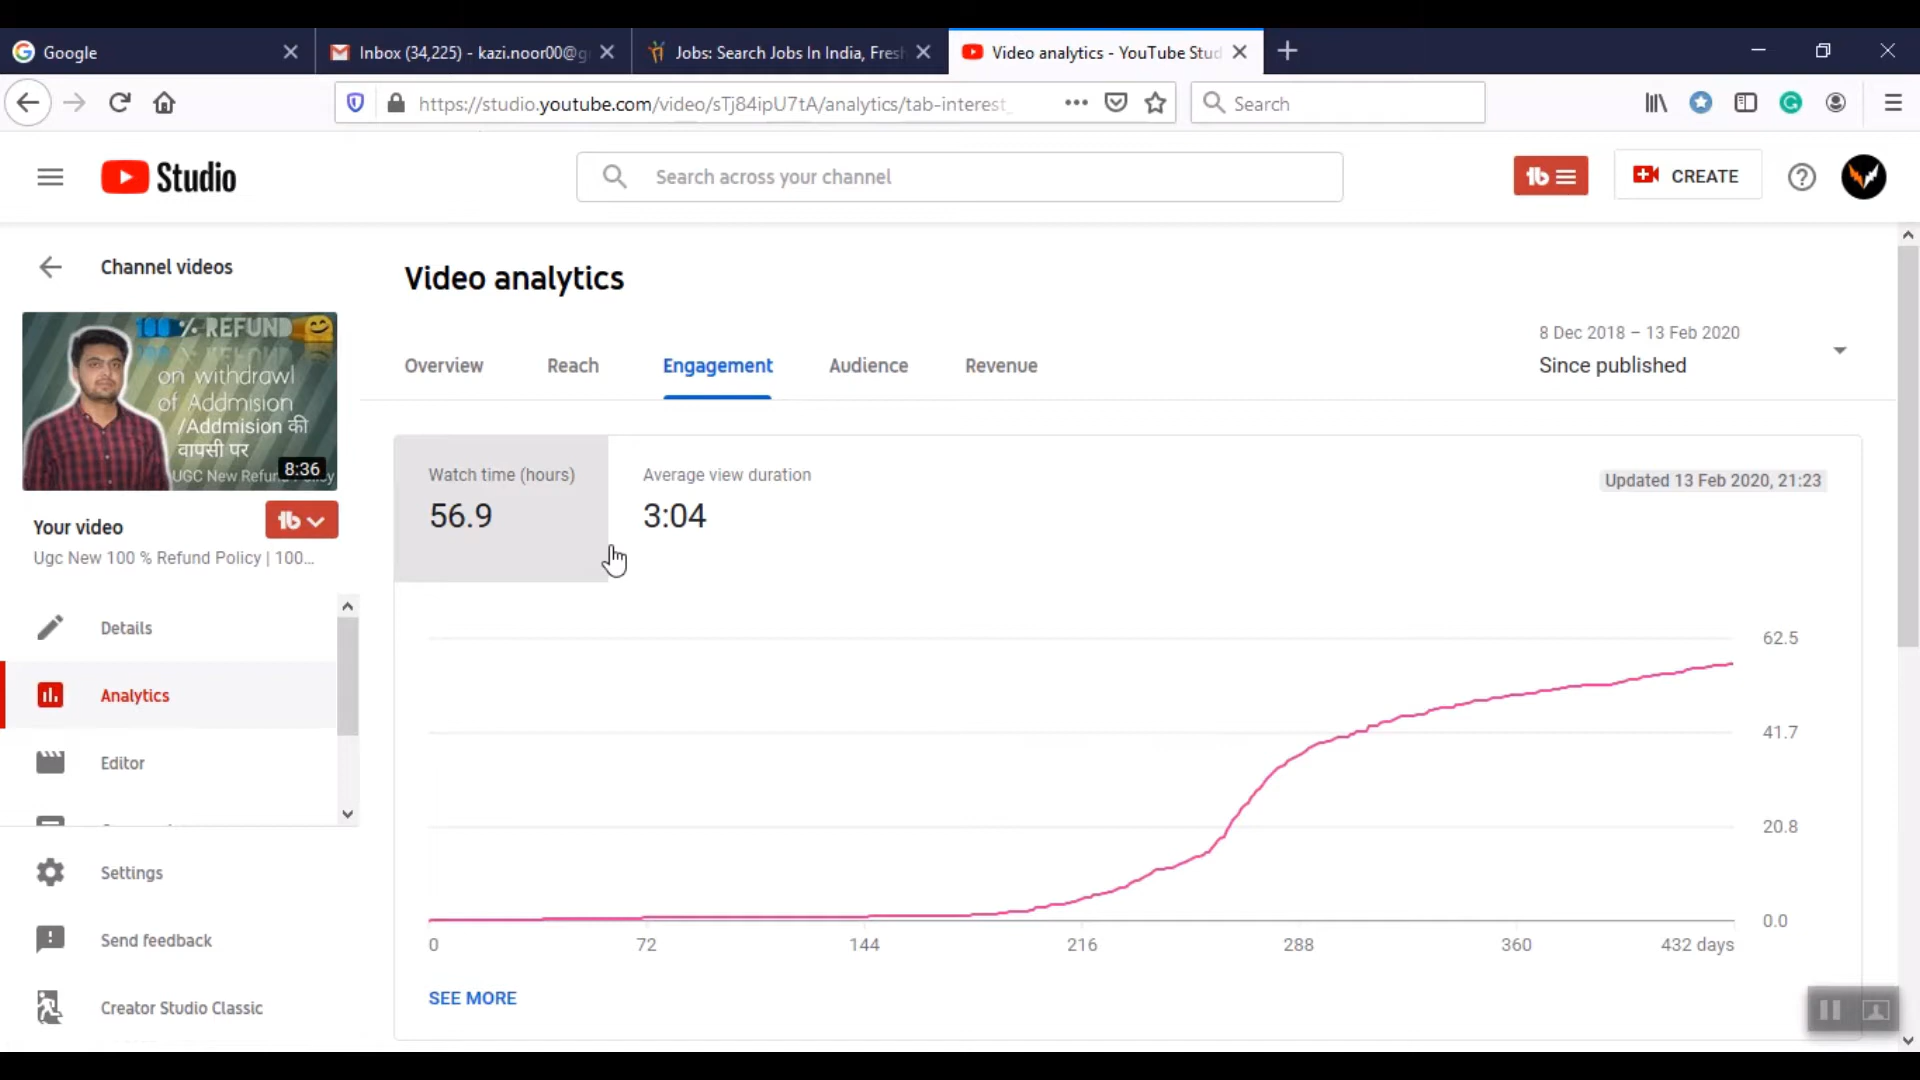 Google
Inbox (34,225) - kazi.noor00@g
Jobs: Search Jobs In India, Fresh
Video analytics - YouTube Stud
https://studio.youtube.com/video/sTj84ipU7tA/analytics/tab-interest_
Search
Studio
Search across your channel
CREATE
Channel videos
Video analytics
100 % REFUND
on withdrawl
of Addmision
/Addmision की
वापसी पर
UGC New Refun
8:36
8 Dec 2018 – 13 Feb 2020
Since published
Overview
Reach
Engagement
Audience
Revenue
Watch time (hours)
56.9
Average view duration
3:04
Updated 13 Feb 2020, 21:23
Your video
Ugc New 100 % Refund Policy | 100...
Details
Analytics
Editor
Settings
Send feedback
Creator Studio Classic
62.5
41.7
20.8
0.0
0 72 144 216 288 360 432 days
SEE MORE